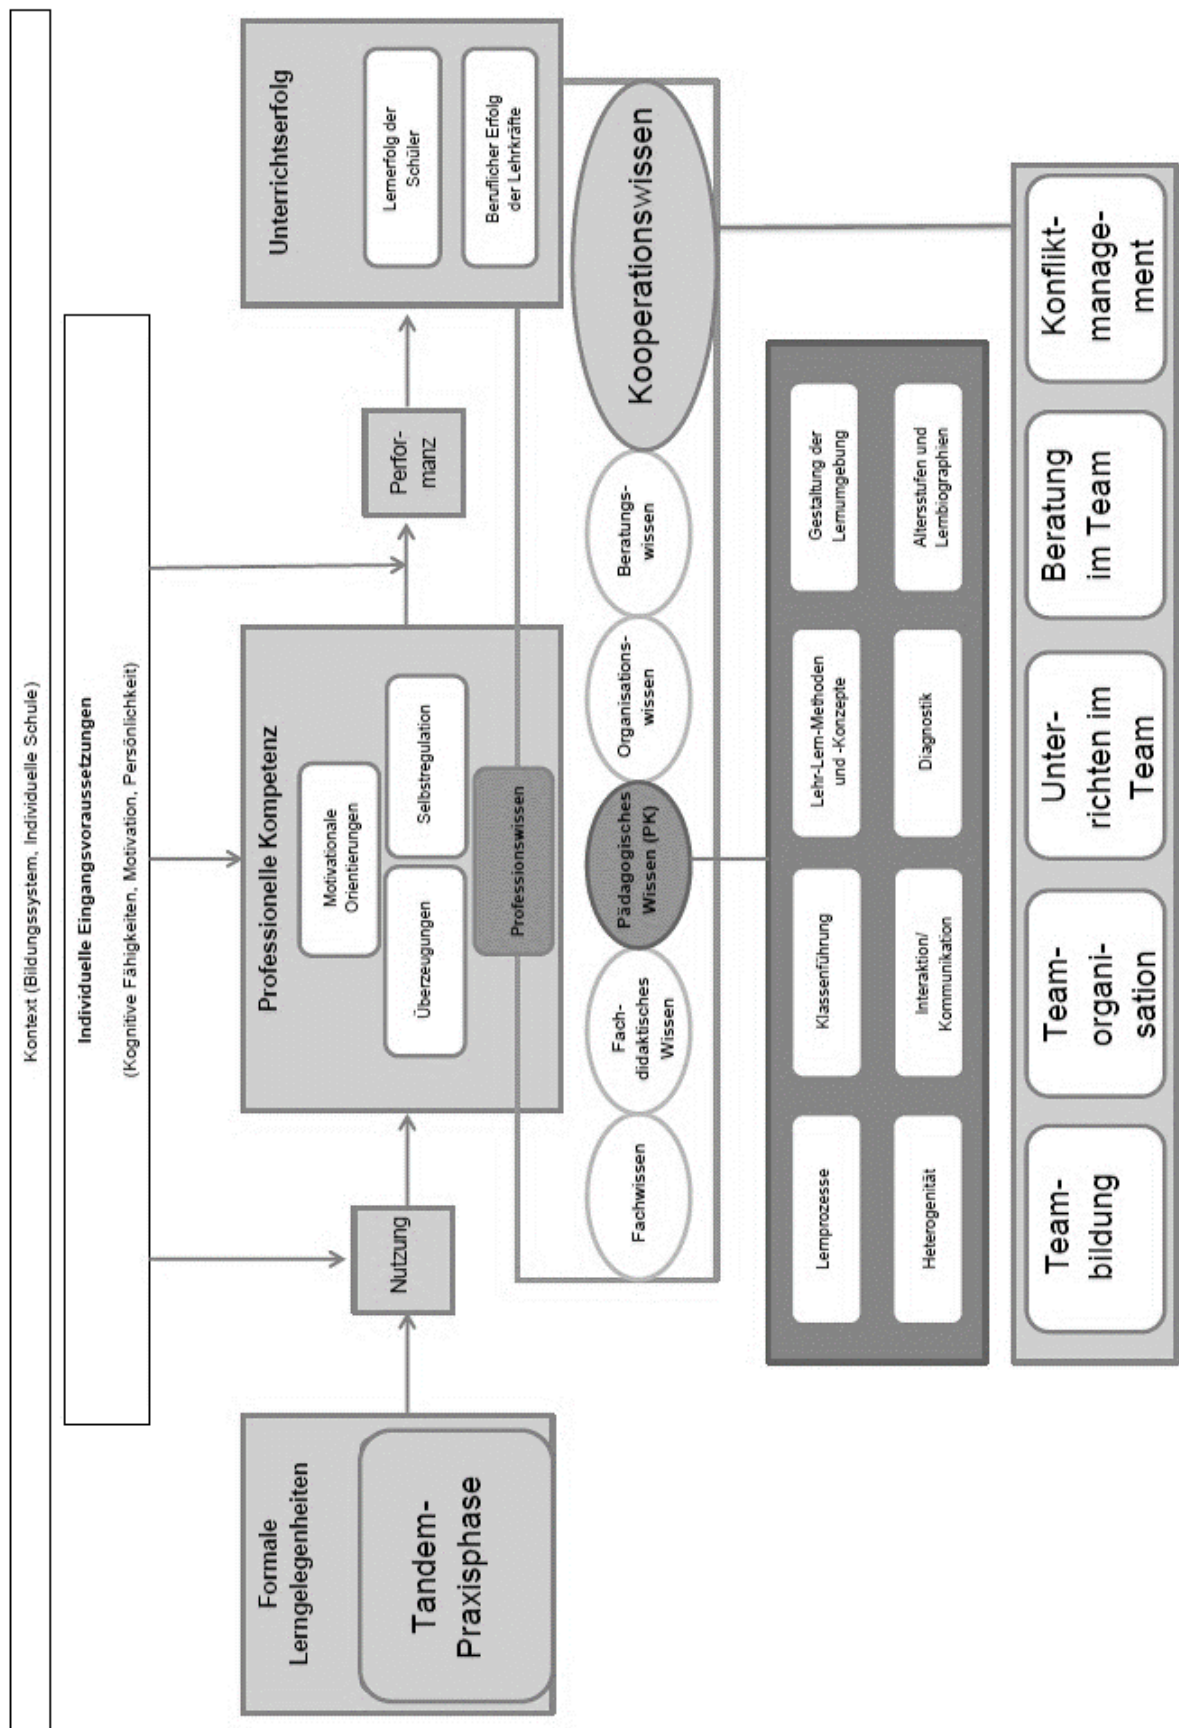 Kontext (Bildungssystem, Individuelle Schule)
Individuelle Eingangsvoraussetzungen
(Kognitive Fähigkeiten, Motivation, Persönlichkeit)
Formale
Lerngelegenheiten
Tandem-
Praxisphase
Nutzung
Professionelle Kompetenz
Motivationale
Orientierungen
Überzeugungen
Selbstregulation
Professionswissen
Perfor-
manz
Unterrichtserfolg
Lernerfolg der
Schüler
Beruflicher Erfolg
der Lehrkräfte
Fachwissen
Fach-
didaktisches
Wissen
Pädagogisches
Wissen (PK)
Organisations-
wissen
Beratungs-
wissen
Kooperationswissen
Lernprozesse
Klassenführung
Lehr-Lern-Methoden
und -Konzepte
Gestaltung der
Lernumgebung
Heterogenität
Interaktion/
Kommunikation
Diagnostik
Altersstufen und
Lernbiographien
Team-
bildung
Team-
organi-
sation
Unter-
richten im
Team
Beratung
im Team
Konflikt-
manage-
ment